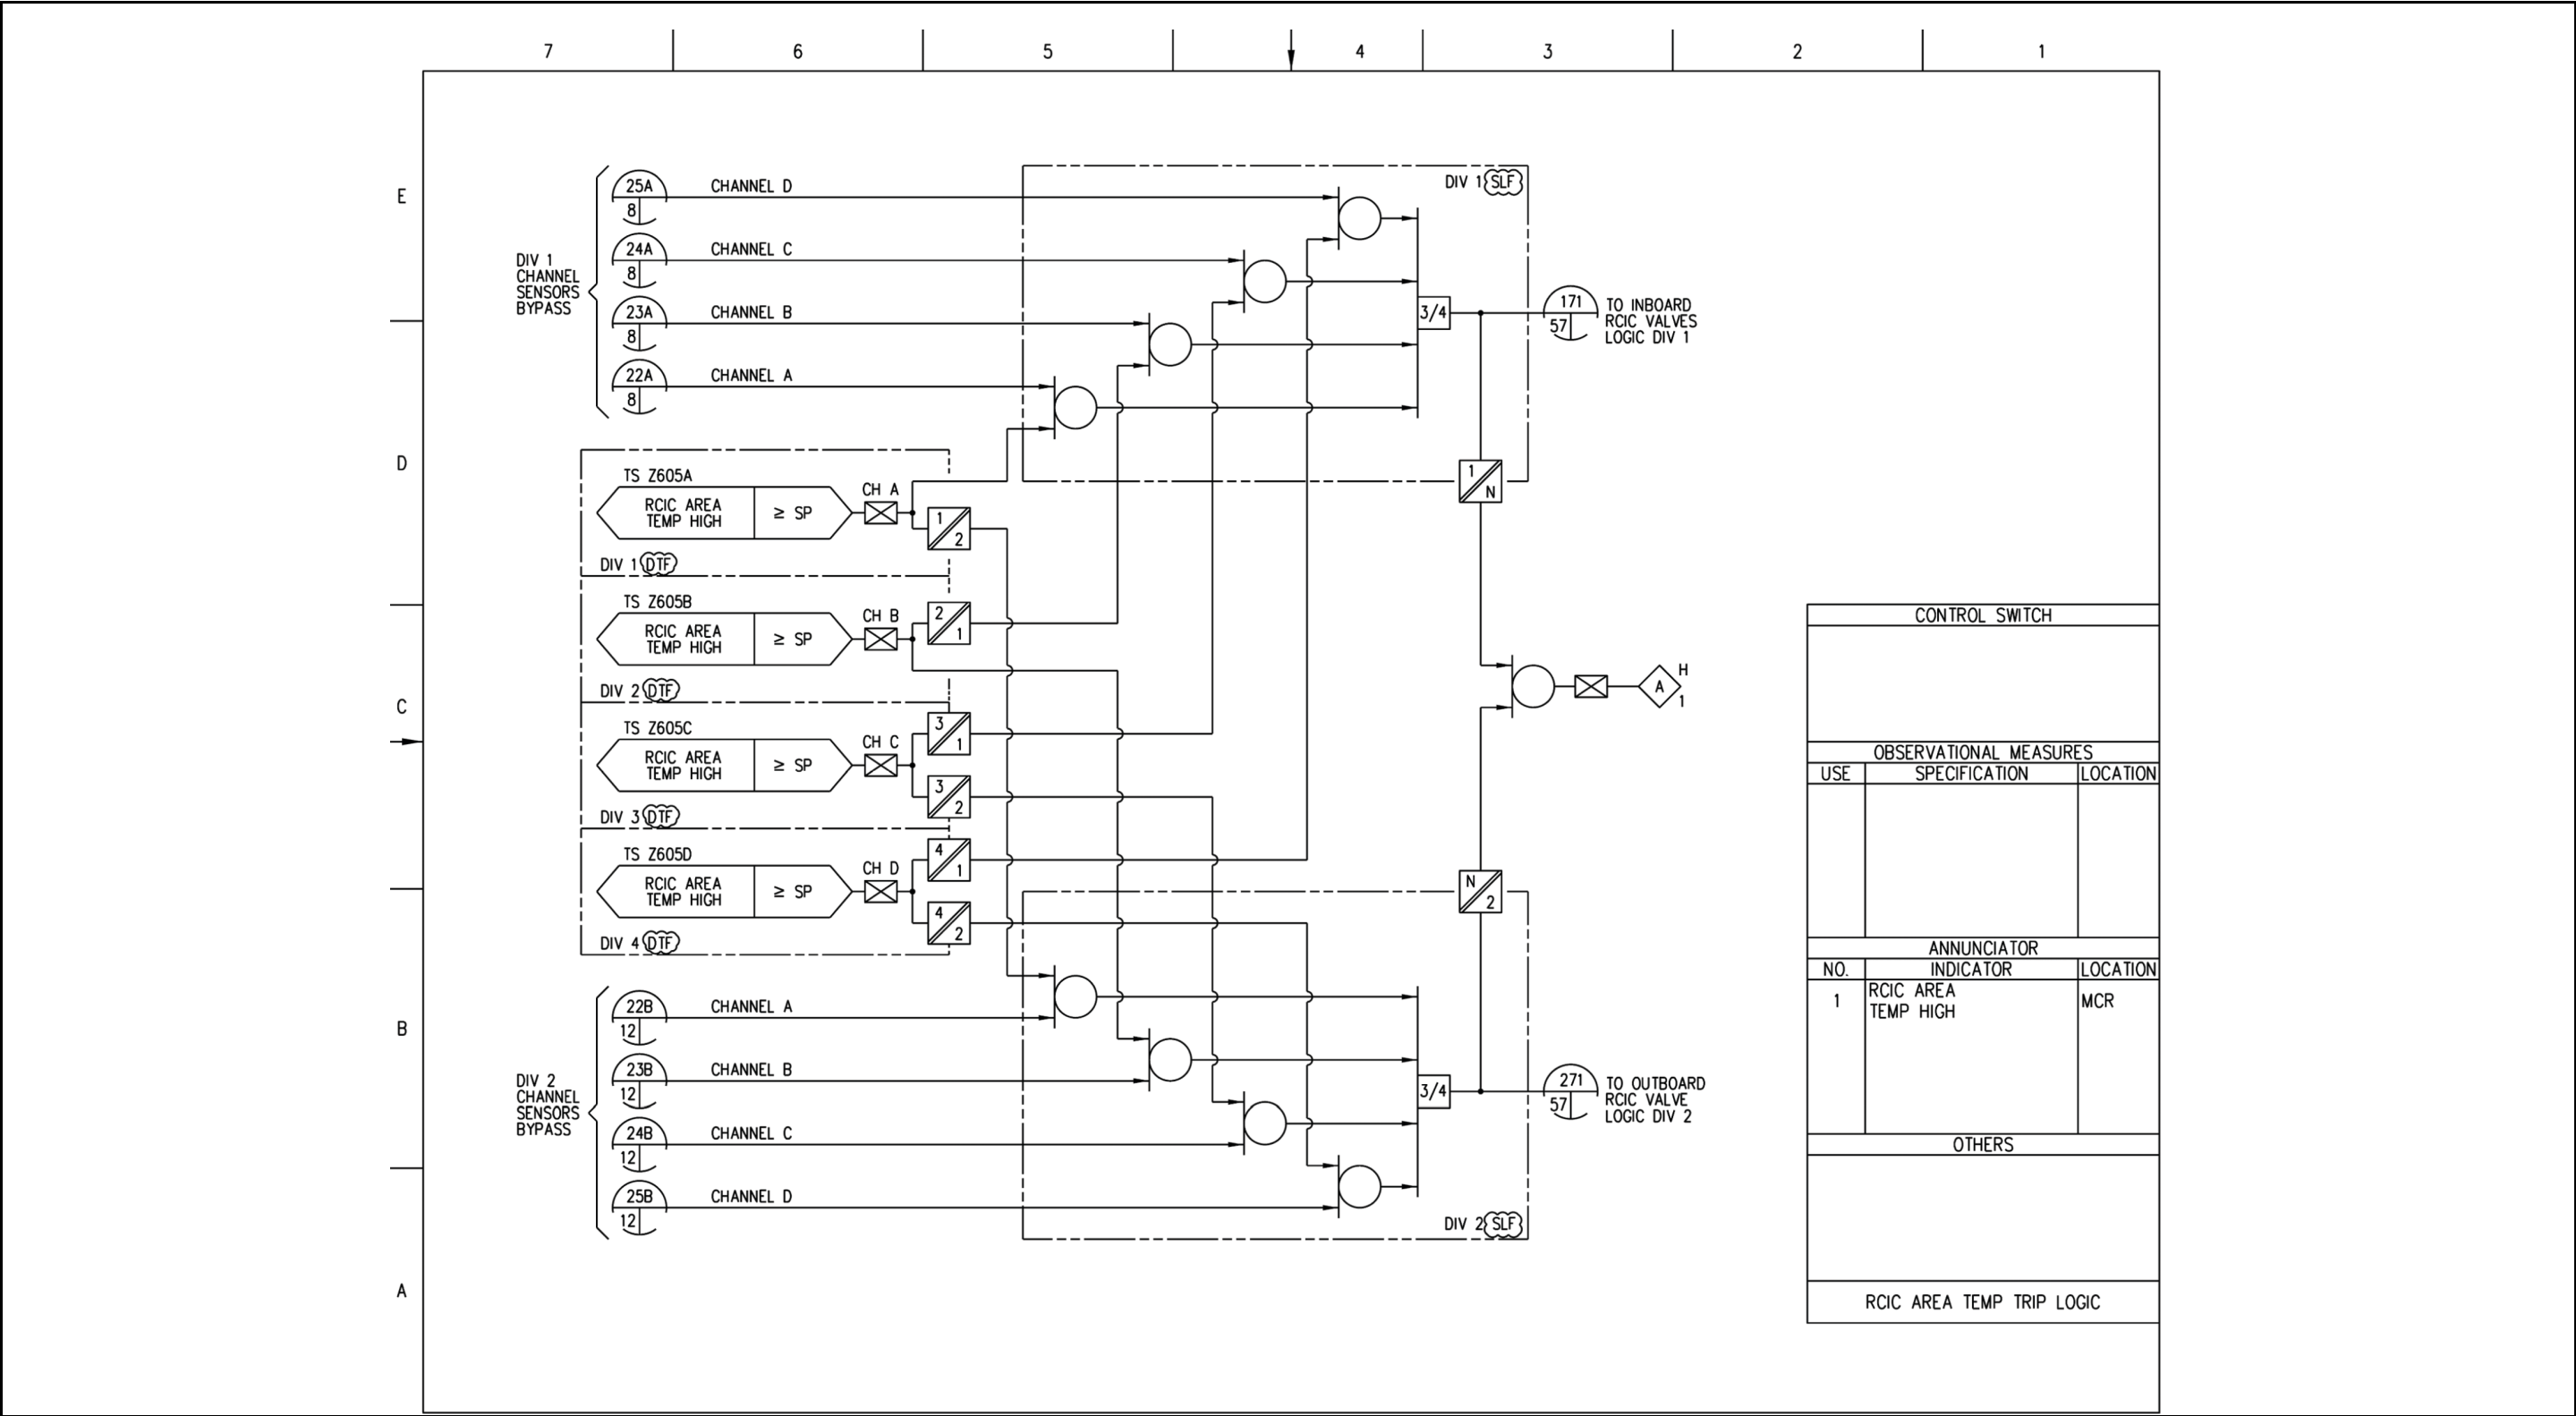 7 6 5 4 3 2 1
E
D
C
B
A
DIV 1
CHANNEL
SENSORS
BYPASS
25A
8
CHANNEL D
24A
8
CHANNEL C
23A
8
CHANNEL B
22A
8
CHANNEL A
DIV 1 SLF
3/4
171
57
TO INBOARD
RCIC VALVES
LOGIC DIV 1
1
N
TS Z605A
RCIC AREA
TEMP HIGH
≥ SP
CH A
1
2
DIV 1 DTF
TS Z605B
RCIC AREA
TEMP HIGH
≥ SP
CH B
2
1
DIV 2 DTF
TS Z605C
RCIC AREA
TEMP HIGH
≥ SP
CH C
3
1
3
2
DIV 3 DTF
TS Z605D
RCIC AREA
TEMP HIGH
≥ SP
CH D
4
1
4
2
DIV 4 DTF
A
H
1
N
2
DIV 2
CHANNEL
SENSORS
BYPASS
22B
12
CHANNEL A
23B
12
CHANNEL B
24B
12
CHANNEL C
25B
12
CHANNEL D
3/4
271
57
TO OUTBOARD
RCIC VALVE
LOGIC DIV 2
DIV 2 SLF
CONTROL SWITCH
OBSERVATIONAL MEASURES
USE SPECIFICATION LOCATION
ANNUNCIATOR
NO. INDICATOR LOCATION
1 RCIC AREA
TEMP HIGH MCR
OTHERS
RCIC AREA TEMP TRIP LOGIC